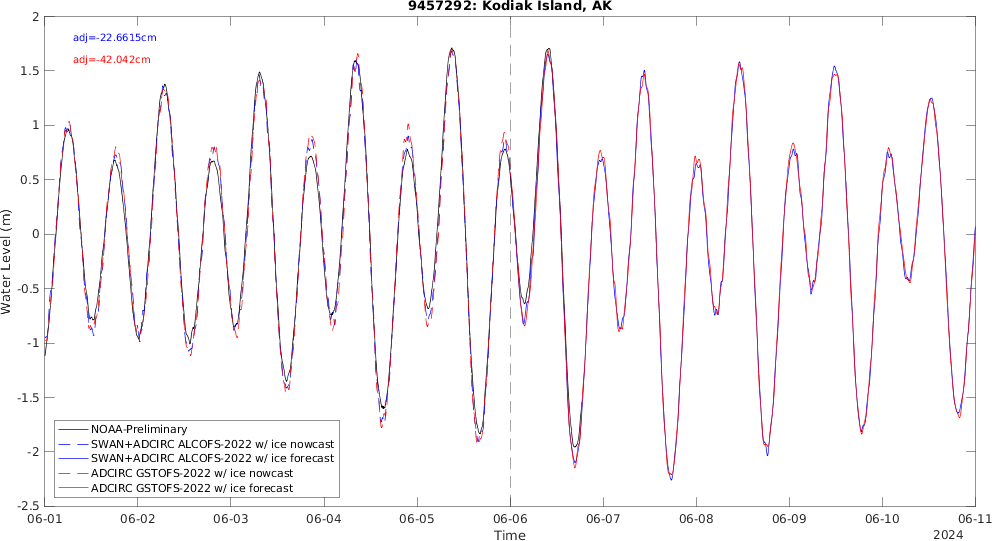 9457292: Kodiak Island, AK
adj=-22.6615cm
adj=-42.042cm
2
1.5
1
0.5
0
-0.5
-1
-1.5
-2
-2.5
Water Level (m)
NOAA-Preliminary
SWAN+ADCIRC ALCOFS-2022 w/ ice nowcast
SWAN+ADCIRC ALCOFS-2022 w/ ice forecast
ADCIRC GSTOFS-2022 w/ ice nowcast
ADCIRC GSTOFS-2022 w/ ice forecast
06-01 06-02 06-03 06-04 06-05 06-06 06-07 06-08 06-09 06-10 06-11
Time
2024